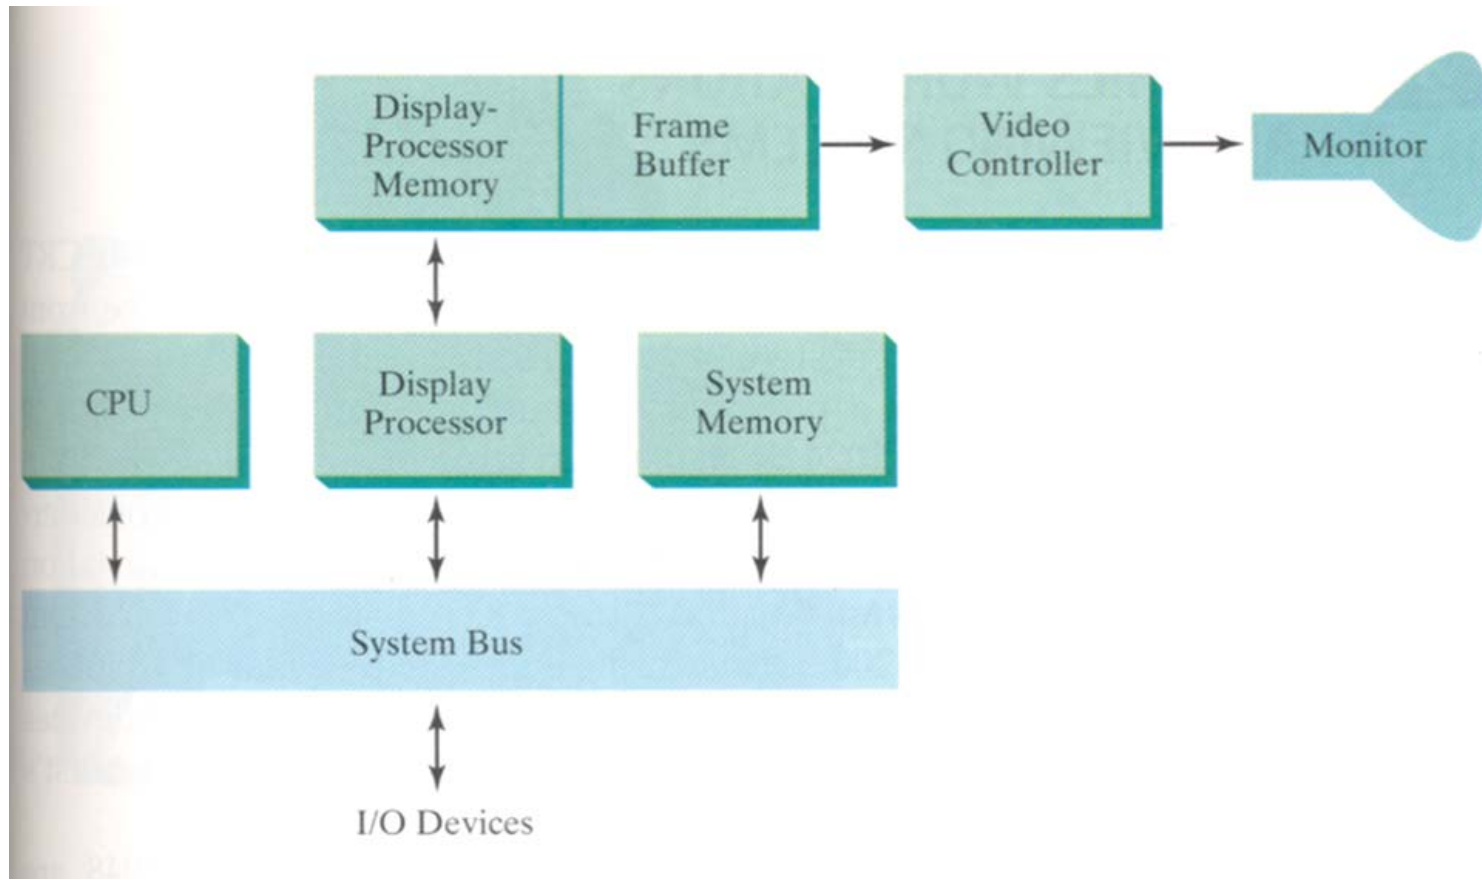 Display-
Processor
Memory
Frame
Buffer
Video
Controller
Monitor
CPU
Display
Processor
System
Memory
System Bus
I/O Devices